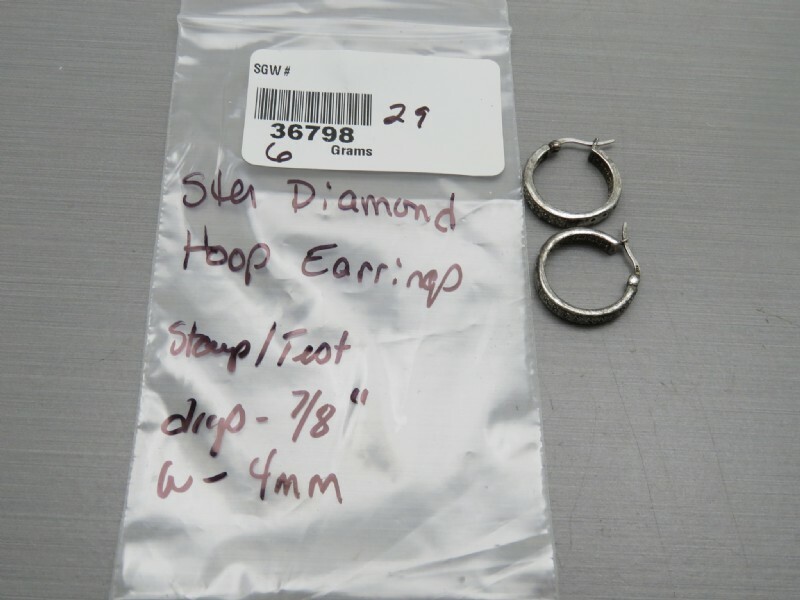 SGW #
36798
29
6 Grams
Ster Diamond
Hoop Earrings
Stamp/Test
drop - 7/8"
W - 4mm